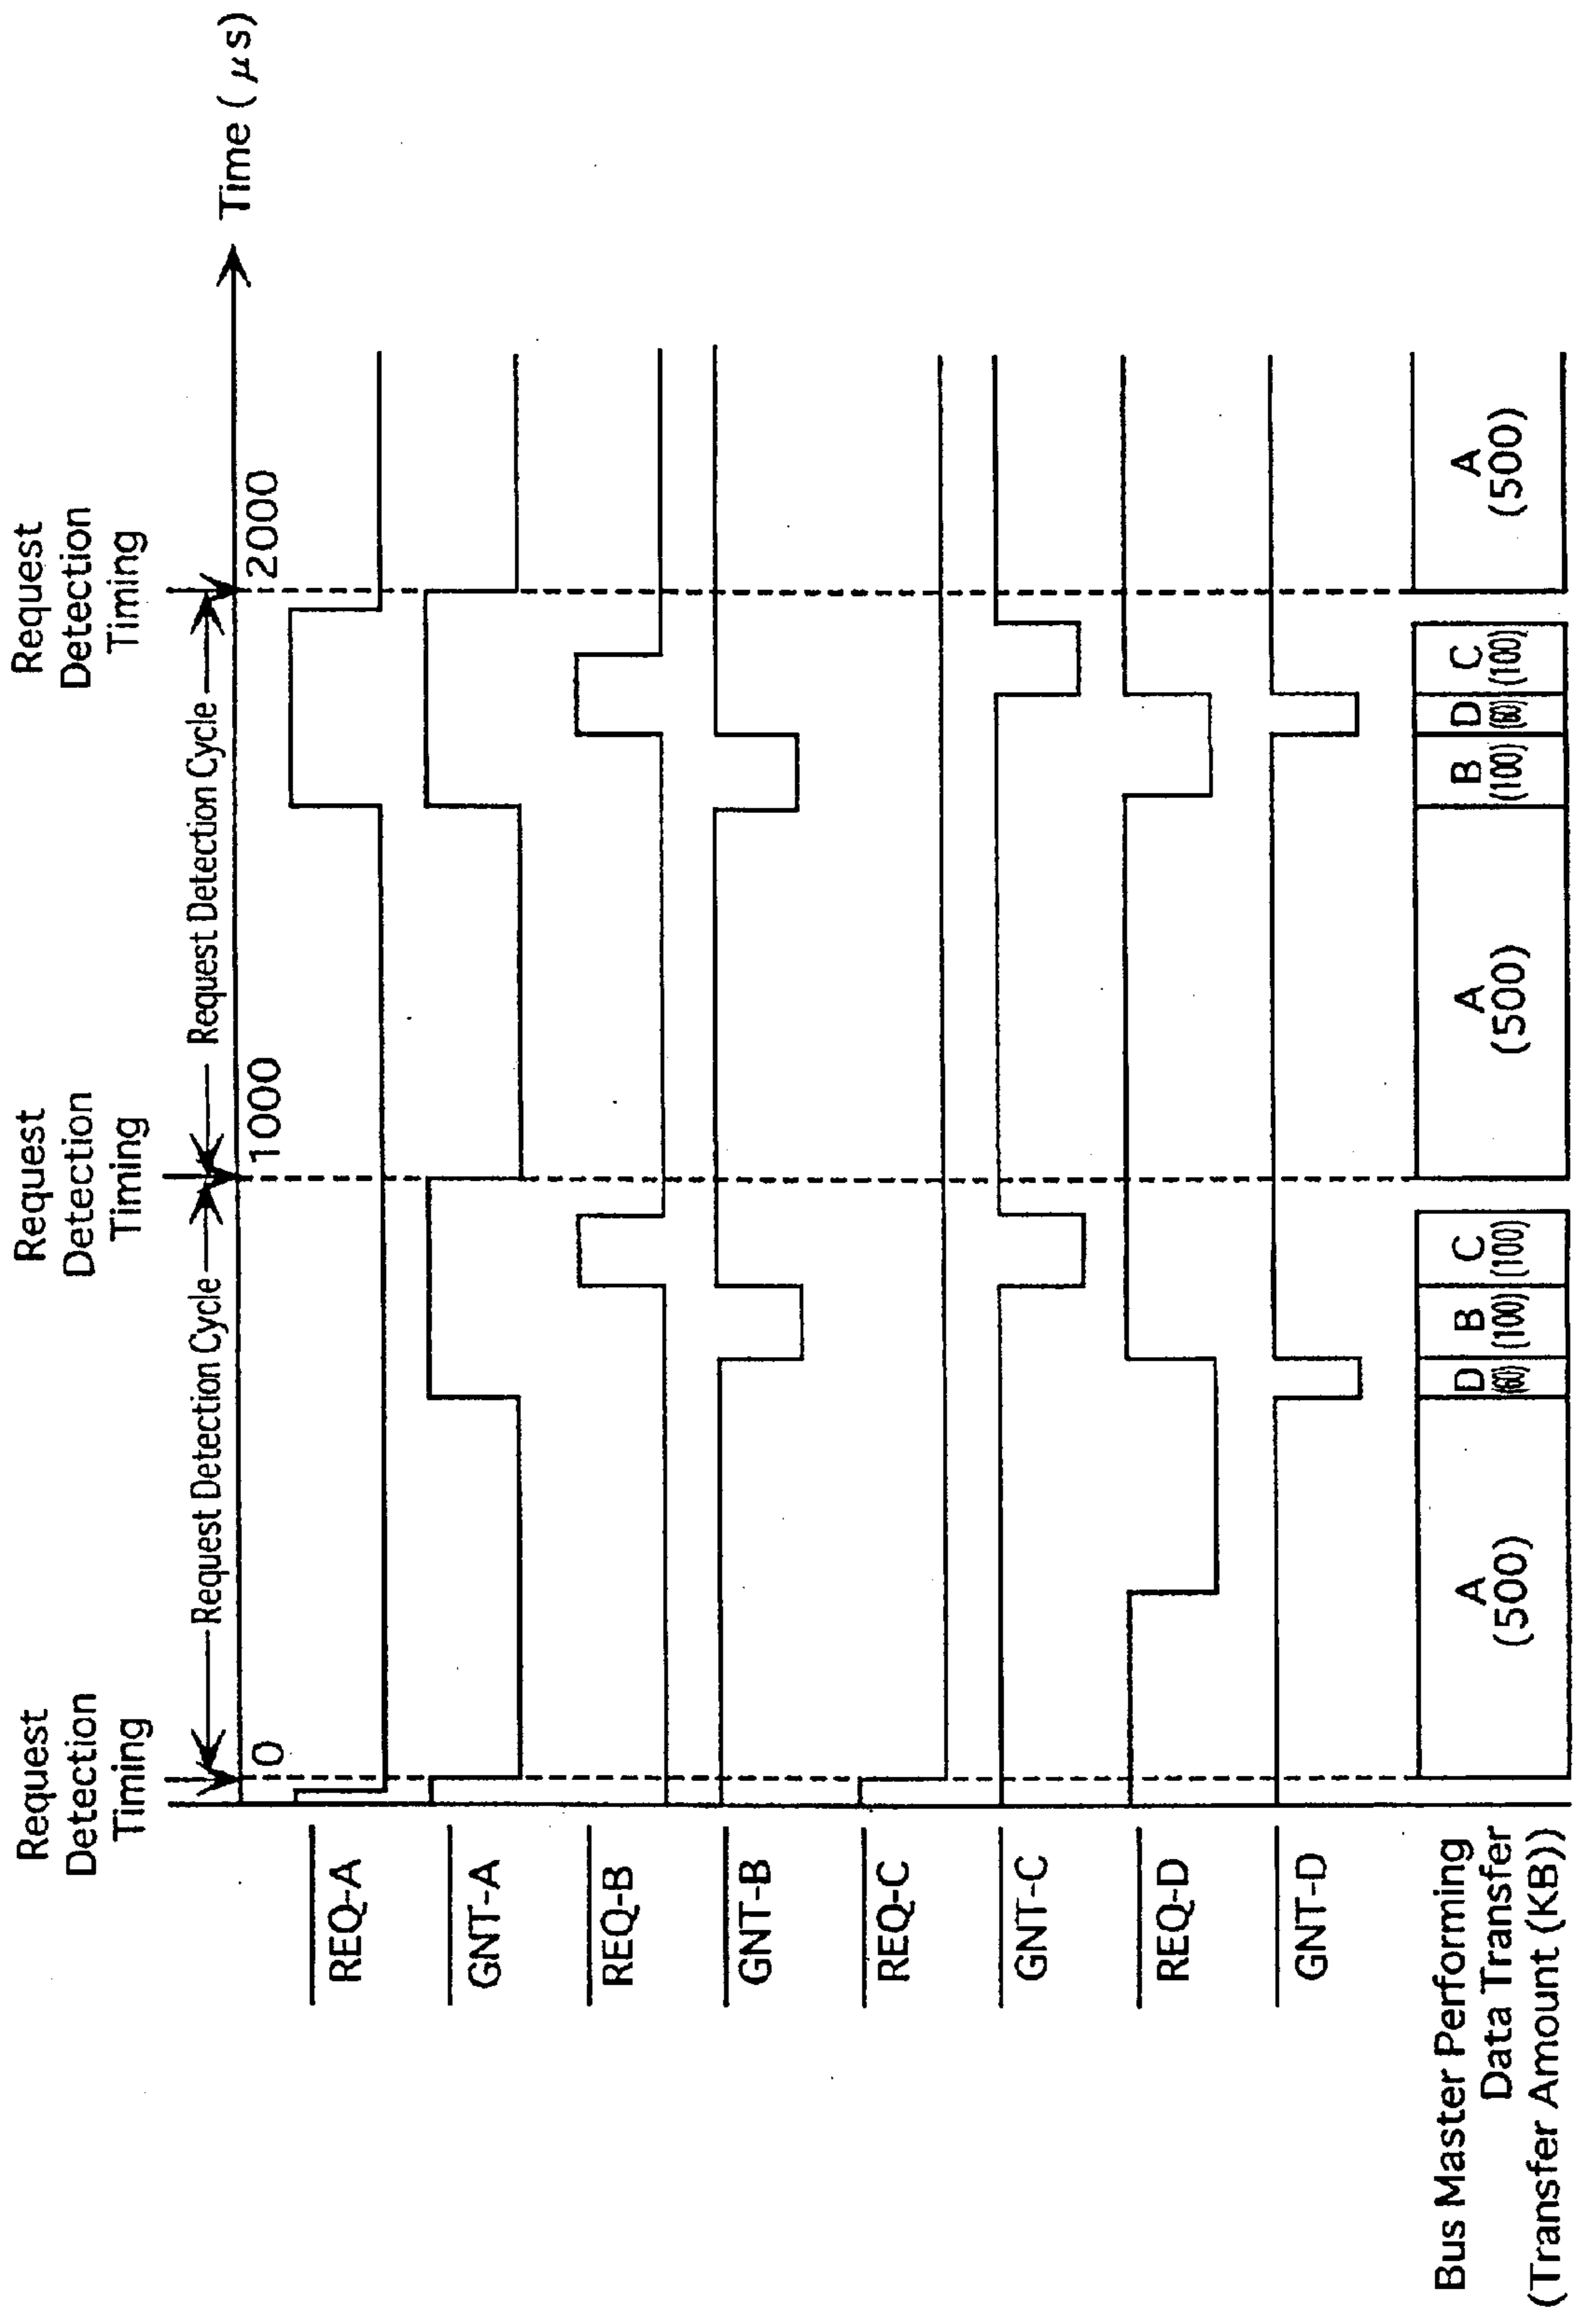 Request
Detection
Timing
Request
Detection
Timing
Request
Detection
Timing
Request Detection Cycle
Request Detection Cycle
Time (μs)
0
1000
2000
REQ-A
GNT-A
REQ-B
GNT-B
REQ-C
GNT-C
REQ-D
GNT-D
Bus Master Performing
Data Transfer
(Transfer Amount (KB))
A
(500)
D
(60)
B
(100)
C
(100)
A
(500)
B
(100)
D
(60)
C
(100)
A
(500)